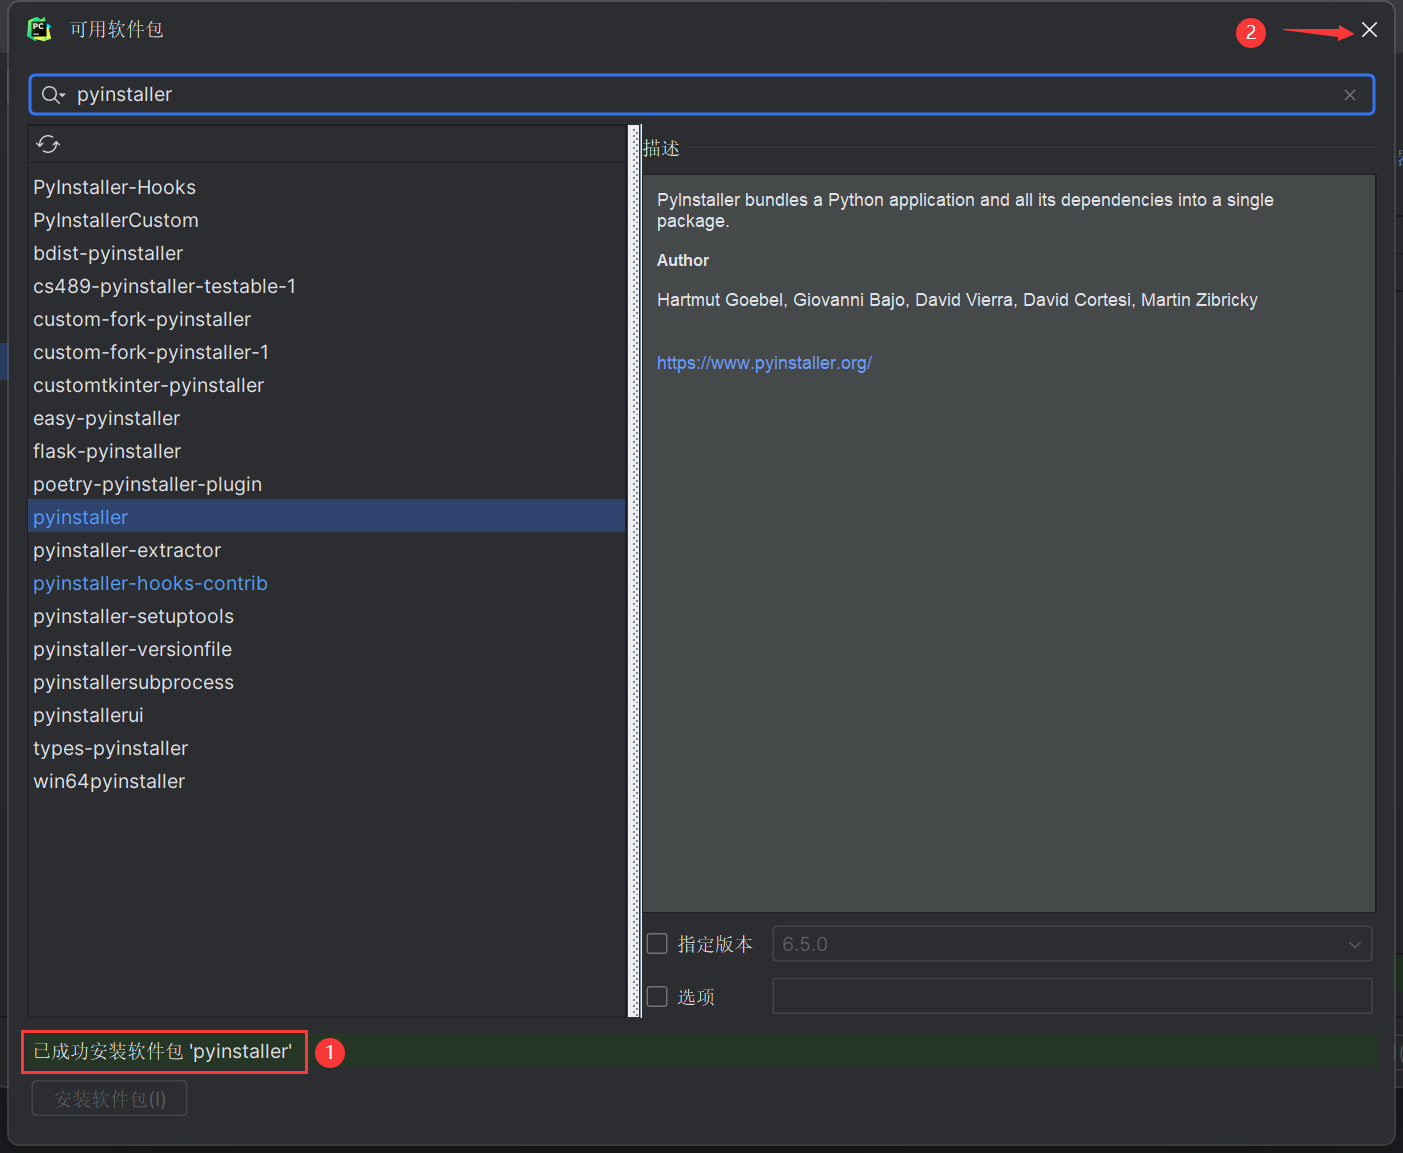 PC
可用软件包
2
pyinstaller
描述
PyInstaller-Hooks
PyInstallerCustom
bdist-pyinstaller
cs489-pyinstaller-testable-1
custom-fork-pyinstaller
custom-fork-pyinstaller-1
customtkinter-pyinstaller
easy-pyinstaller
flask-pyinstaller
poetry-pyinstaller-plugin
pyinstaller
pyinstaller-extractor
pyinstaller-hooks-contrib
pyinstaller-setuptools
pyinstaller-versionfile
pyinstallersubprocess
pyinstallerui
types-pyinstaller
win64pyinstaller
PyInstaller bundles a Python application and all its dependencies into a single
package.
Author
Hartmut Goebel, Giovanni Bajo, David Vierra, David Cortesi, Martin Zibricky
https://www.pyinstaller.org/
指定版本 6.5.0
选项
已成功安装软件包 'pyinstaller' 1
安装软件包(I)